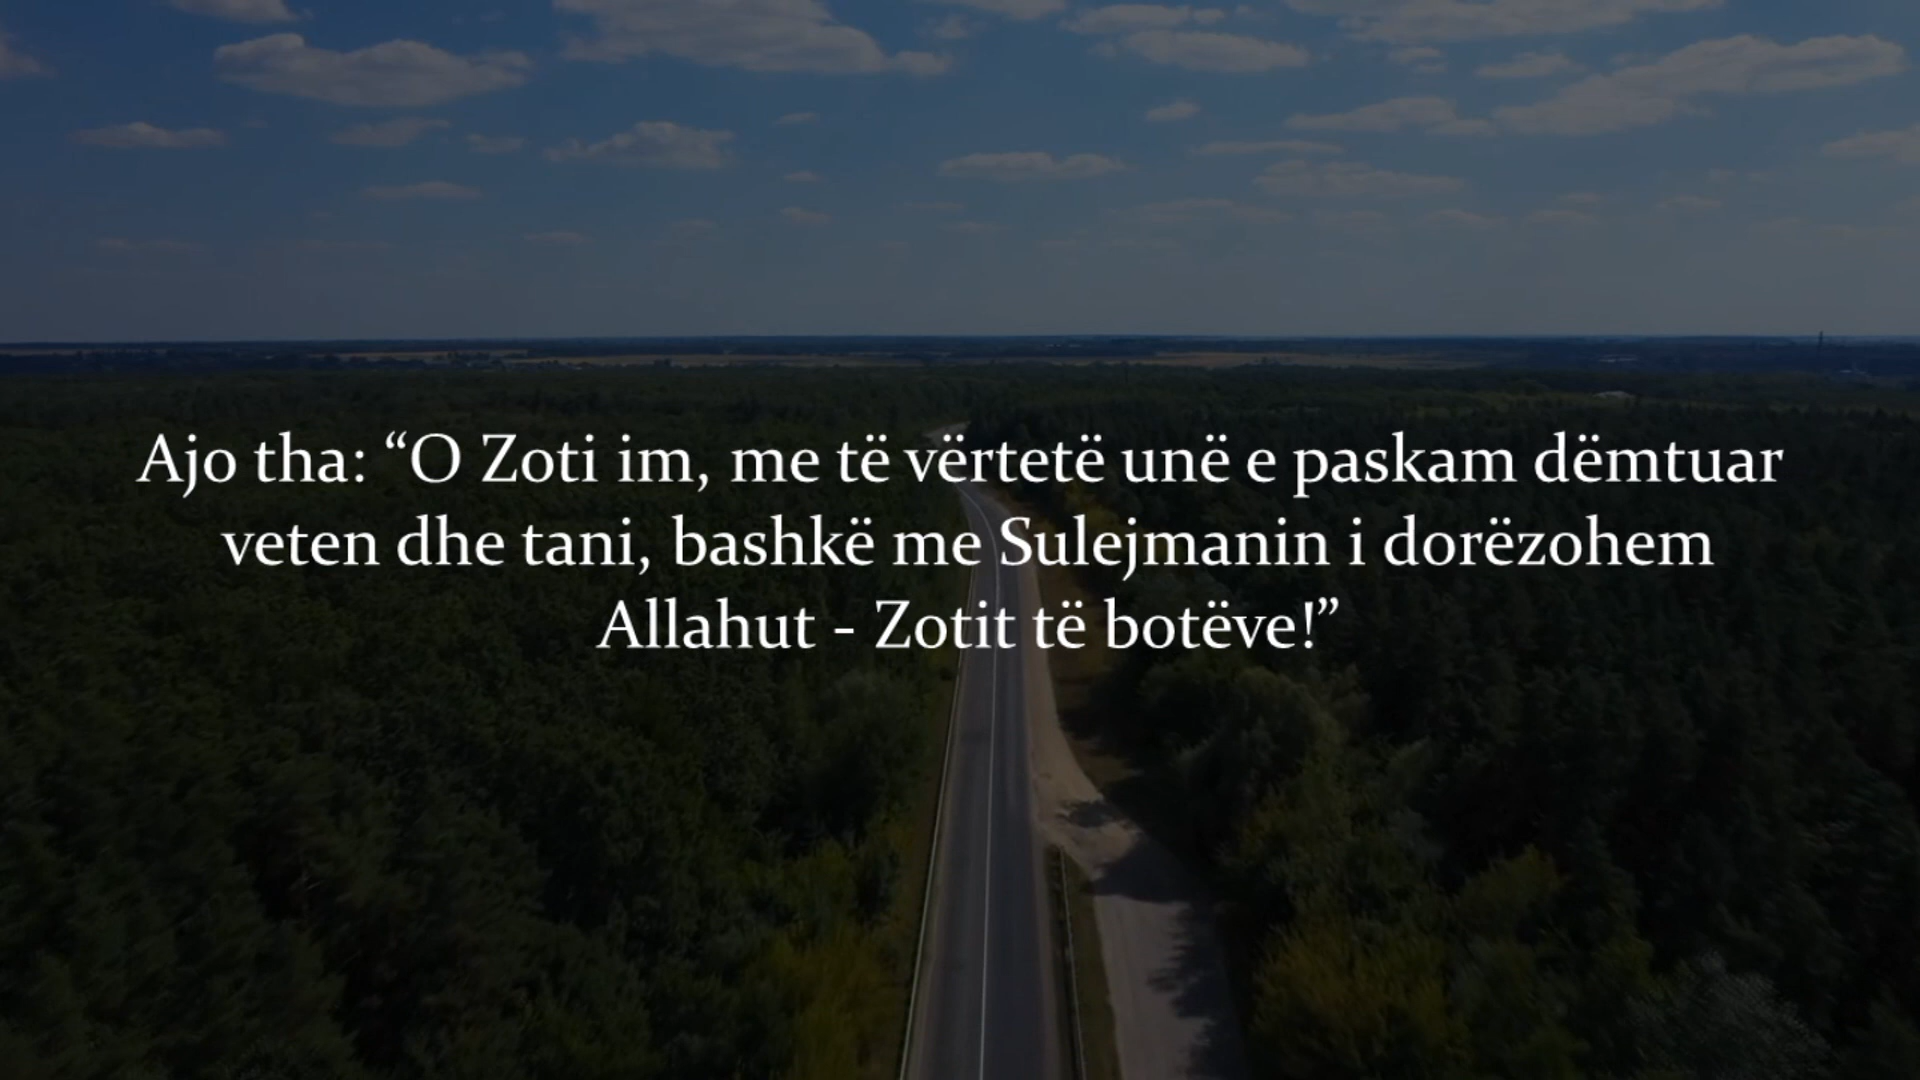 Ajo tha: “O Zoti im, me të vërtetë unë e paskam dëmtuar
veten dhe tani, bashkë me Sulejmanin i dorëzohem
Allahut - Zotit të botëve!”